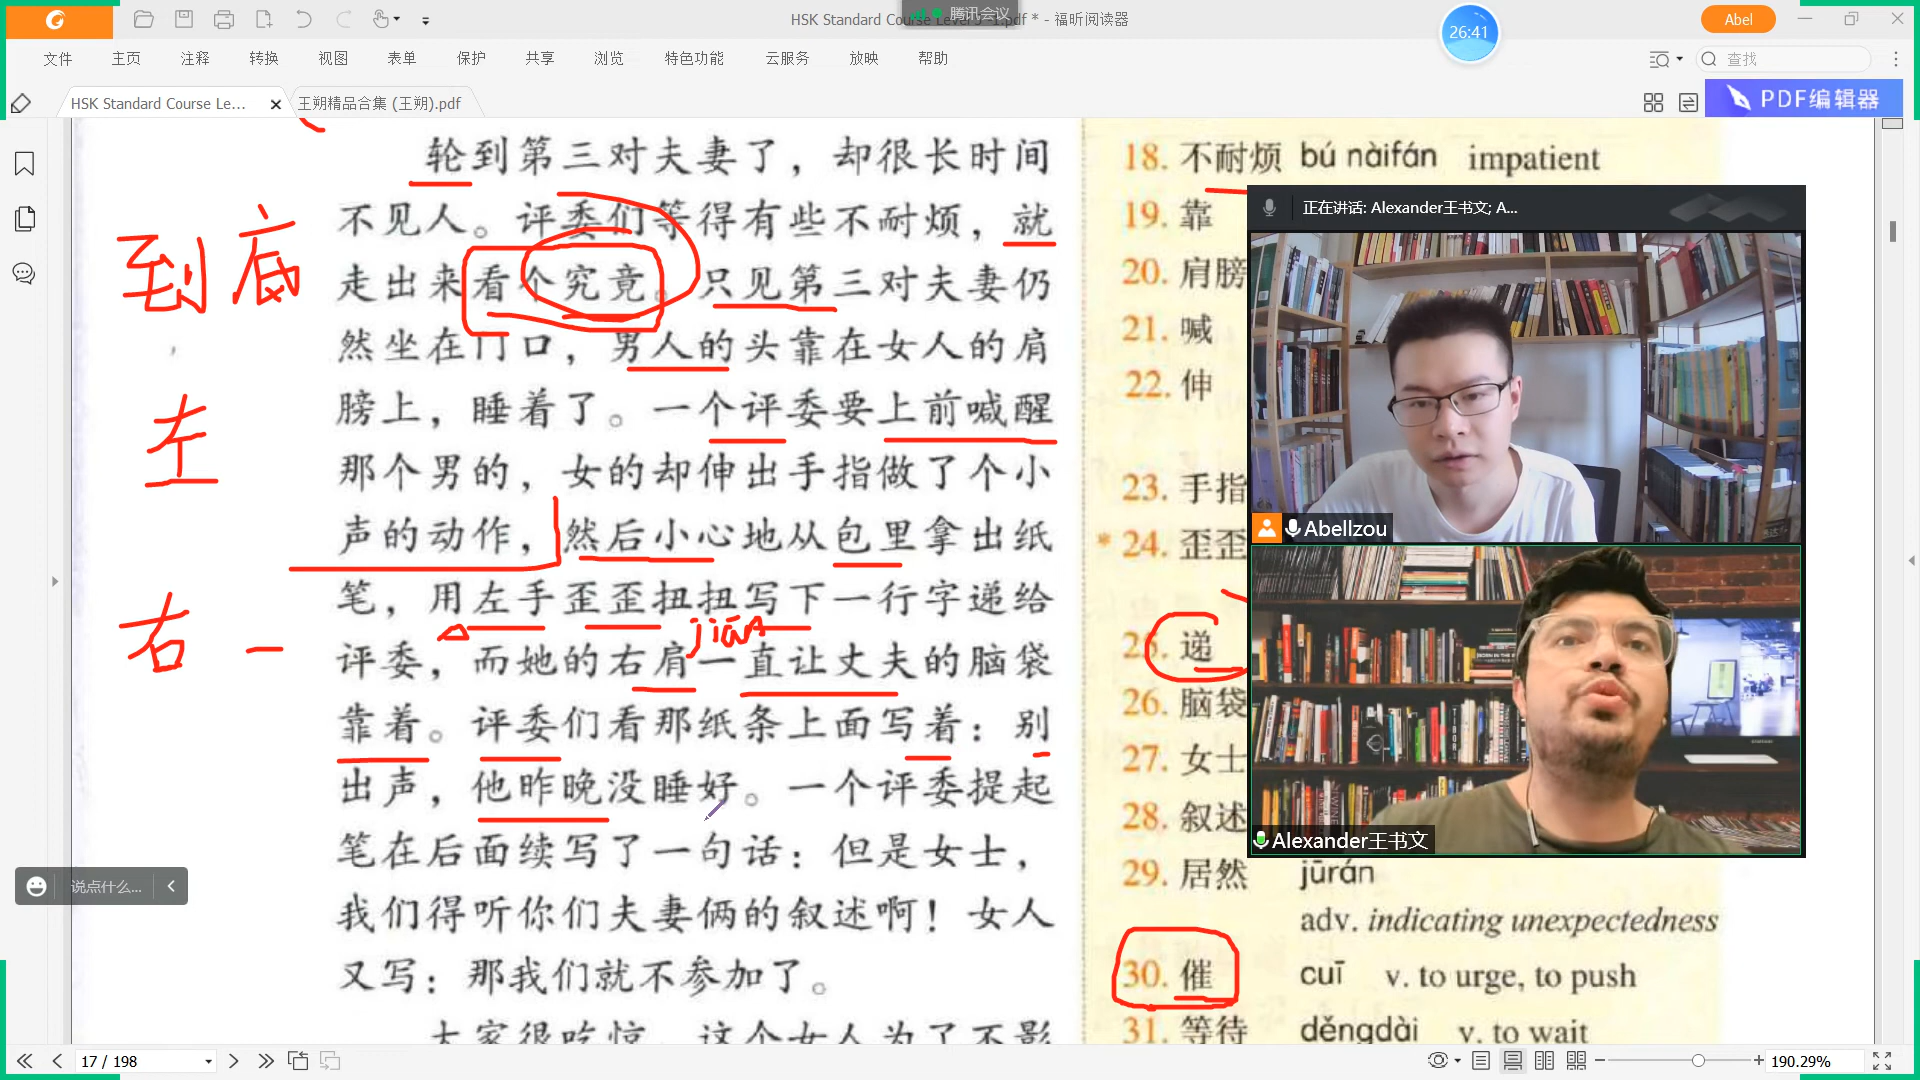 HSK Standard Course Level 5-1.pdf * - 福昕阅读器
腾讯会议
26:41
Abel
文件 主页 注释 转换 视图 表单 保护 共享 浏览 特色功能 云服务 放映 帮助
查找
HSK Standard Course Le...
王朔精品合集 (王朔).pdf
PDF编辑器
轮到第三对夫妻了，却很长时间
不见人。评委们等得有些不耐烦，就
走出来看个究竟。只见第三对夫妻仍
然坐在门口，男人的头靠在女人的肩
膀上，睡着了。一个评委要上前喊醒
那个男的，女的却伸出手指做了个小
声的动作，然后小心地从包里拿出纸
笔，用左手歪歪扭扭写下一行字递给
评委，而她的右肩一直让丈夫的脑袋
靠着。评委们看那纸条上面写着：别
出声，他昨晚没睡好。一个评委提起
笔在后面续写了一句话：但是女士，
我们得听你们夫妻俩的叙述啊！女人
又写：那我们就不参加了。
大家很吃惊，这个女人为了不影
到底
左
右 一
jiān
18. 不耐烦 bú nàifán impatient
19. 靠
20. 肩膀
21. 喊
22. 伸
23. 手指
* 24. 歪歪
25. 递
26. 脑袋
27. 女士
28. 叙述
29. 居然 jūrán
adv. indicating unexpectedness
30. 催 cuī v. to urge, to push
31. 等待 děngdài v. to wait
正在讲话: Alexander王书文; A...
Abellzou
Alexander王书文
说点什么...
17 / 198
190.29%